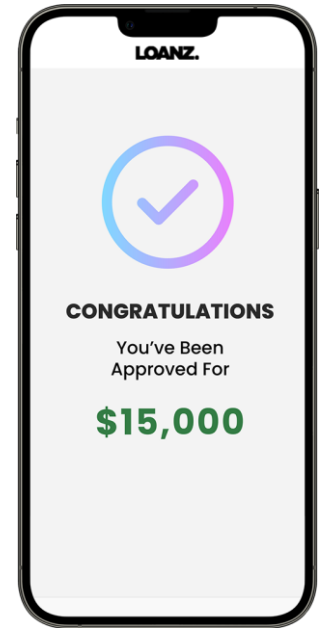 LOANZ.
CONGRATULATIONS
You've Been
Approved For
$15,000